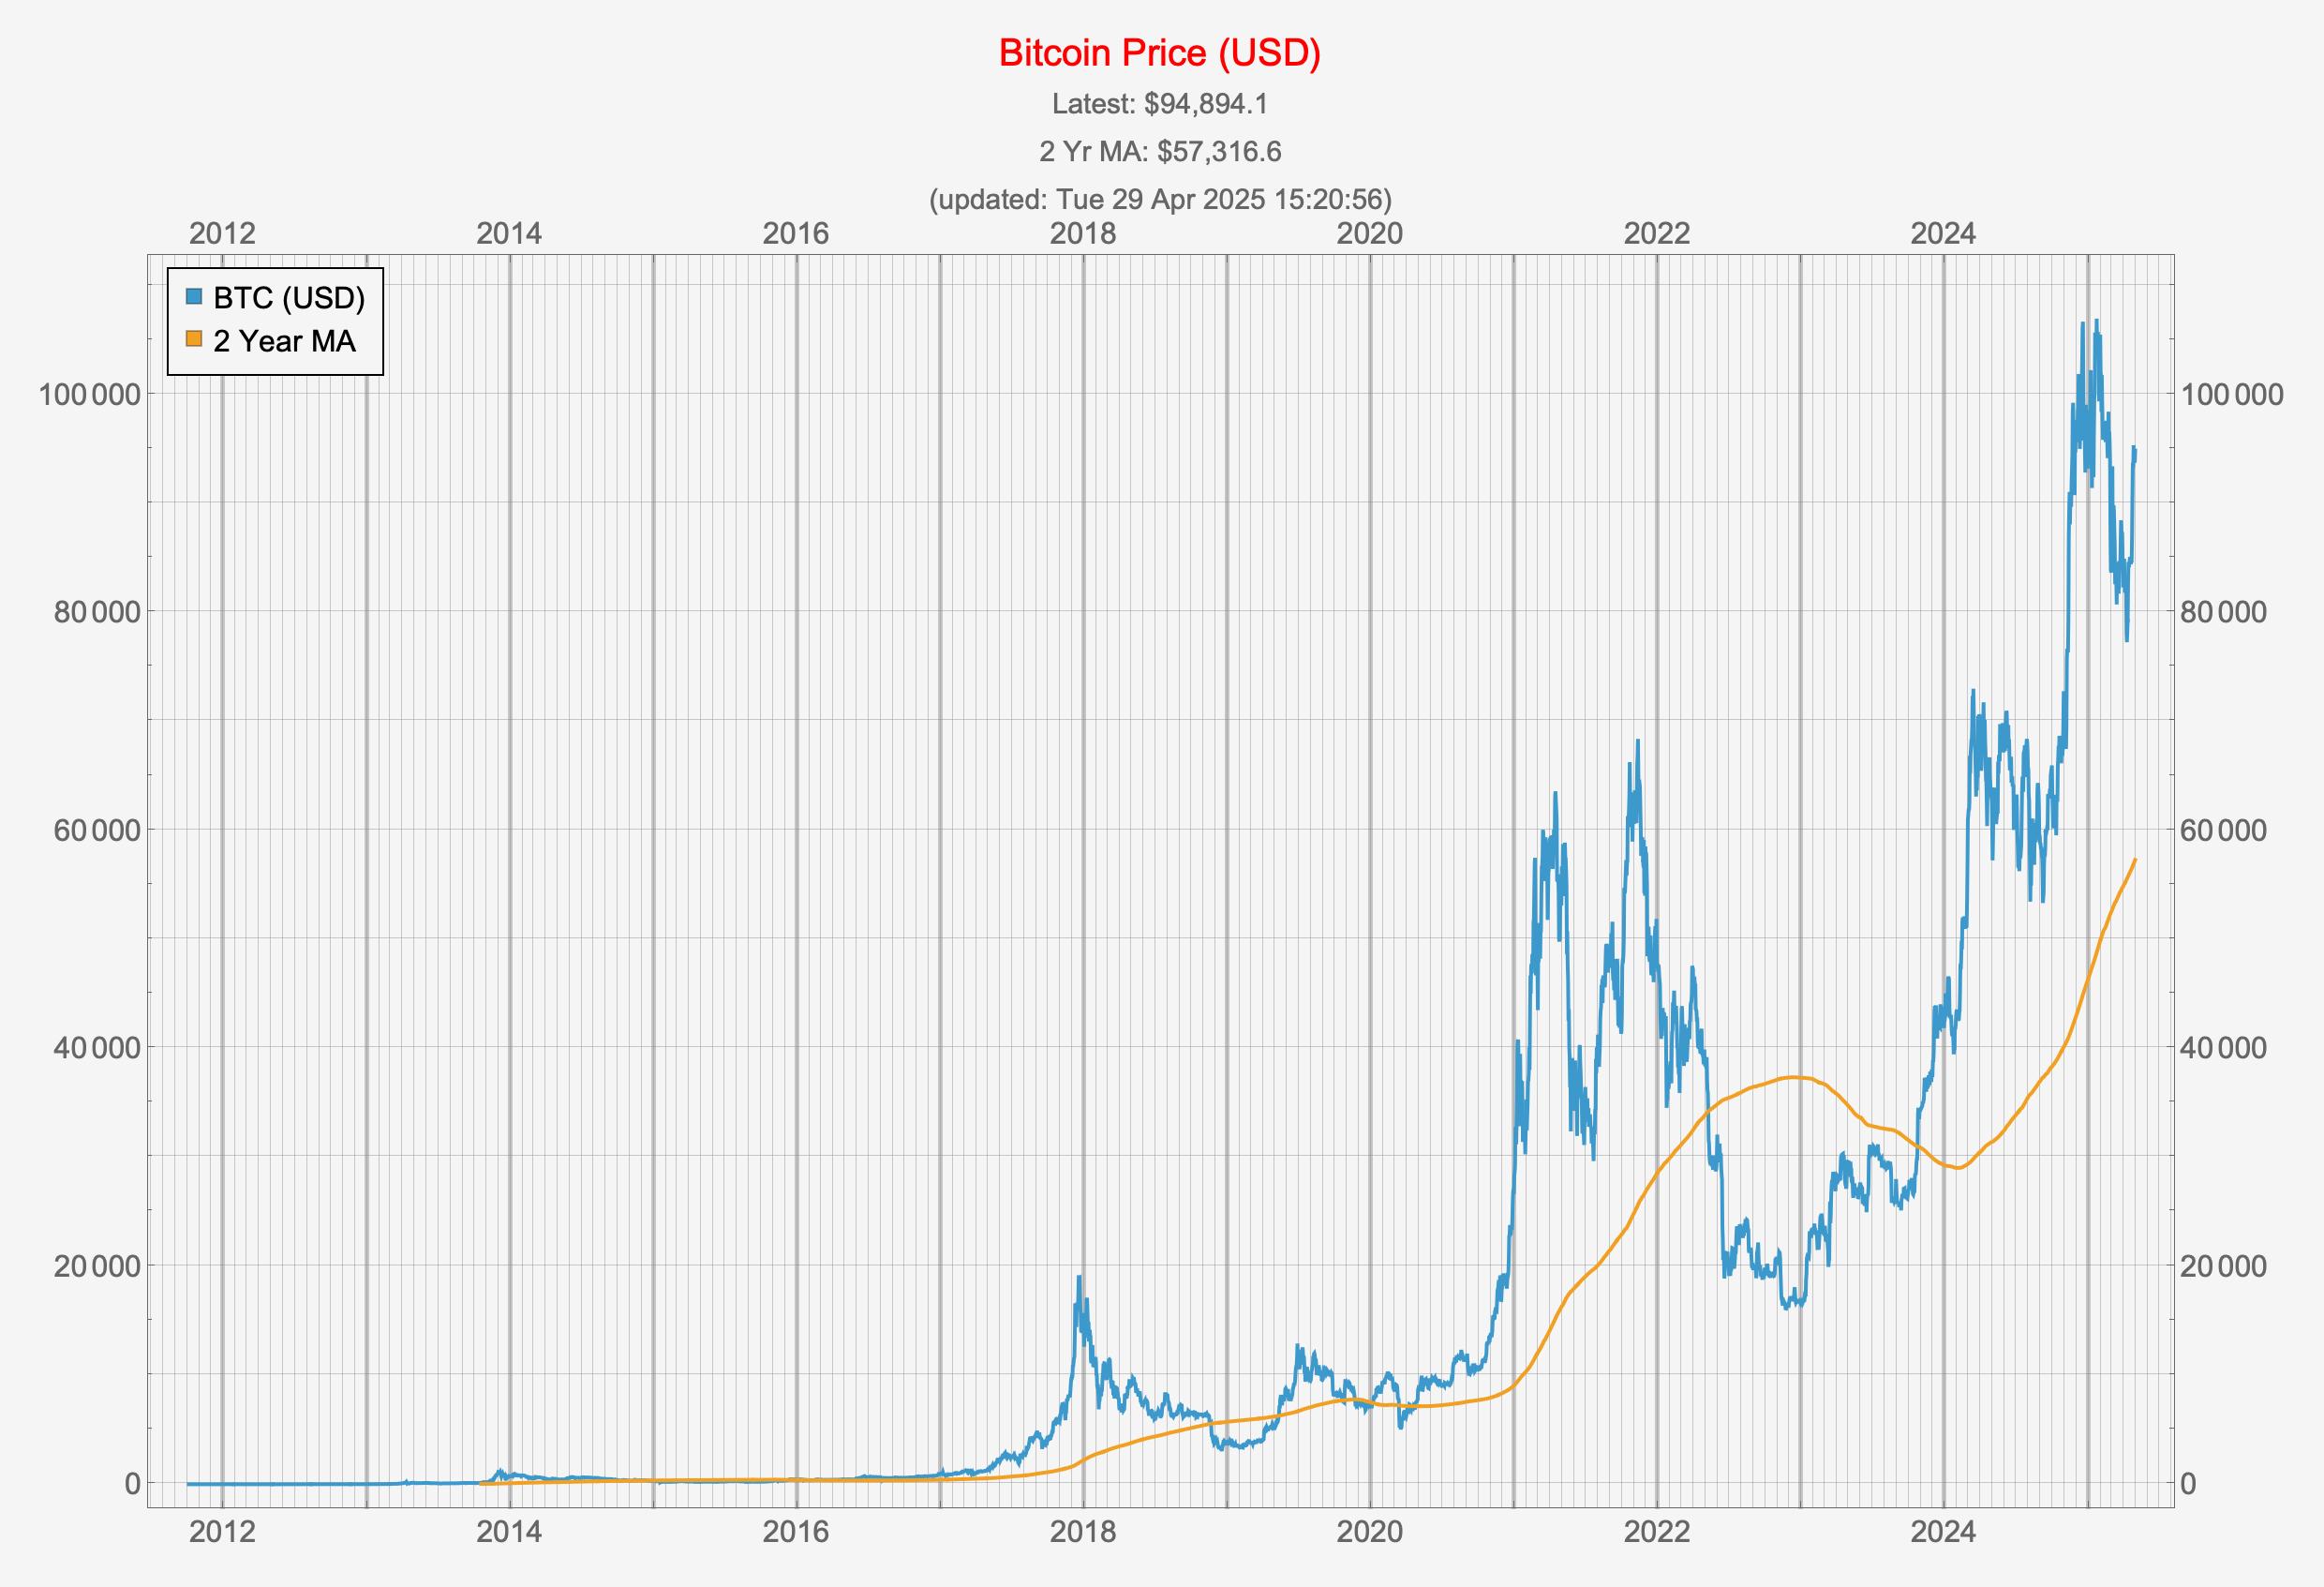 Bitcoin Price (USD)
Latest: $94,894.1
2 Yr MA: $57,316.6
(updated: Tue 29 Apr 2025 15:20:56)
2012 2014 2016 2018 2020 2022 2024
BTC (USD)
2 Year MA
100 000 100 000
80 000 80 000
60 000 60 000
40 000 40 000
20 000 20 000
0 0
2012 2014 2016 2018 2020 2022 2024